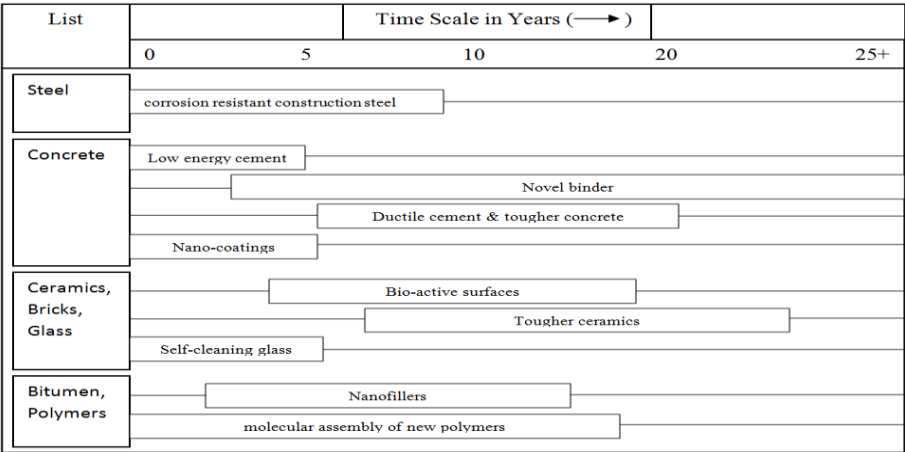 List
Time Scale in Years (⟶)
0 5 10 20 25+
Steel
corrosion resistant construction steel
Concrete
Low energy cement
Novel binder
Ductile cement & tougher concrete
Nano-coatings
Ceramics,
Bricks,
Glass
Bio-active surfaces
Tougher ceramics
Self-cleaning glass
Bitumen,
Polymers
Nanofillers
molecular assembly of new polymers